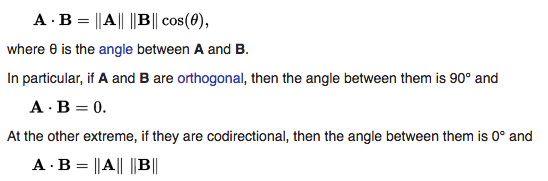 A · B = ‖A‖ ‖B‖ cos(θ),
where θ is the angle between A and B.
In particular, if A and B are orthogonal, then the angle between them is 90° and
A · B = 0.
At the other extreme, if they are codirectional, then the angle between them is 0° and
A · B = ‖A‖ ‖B‖